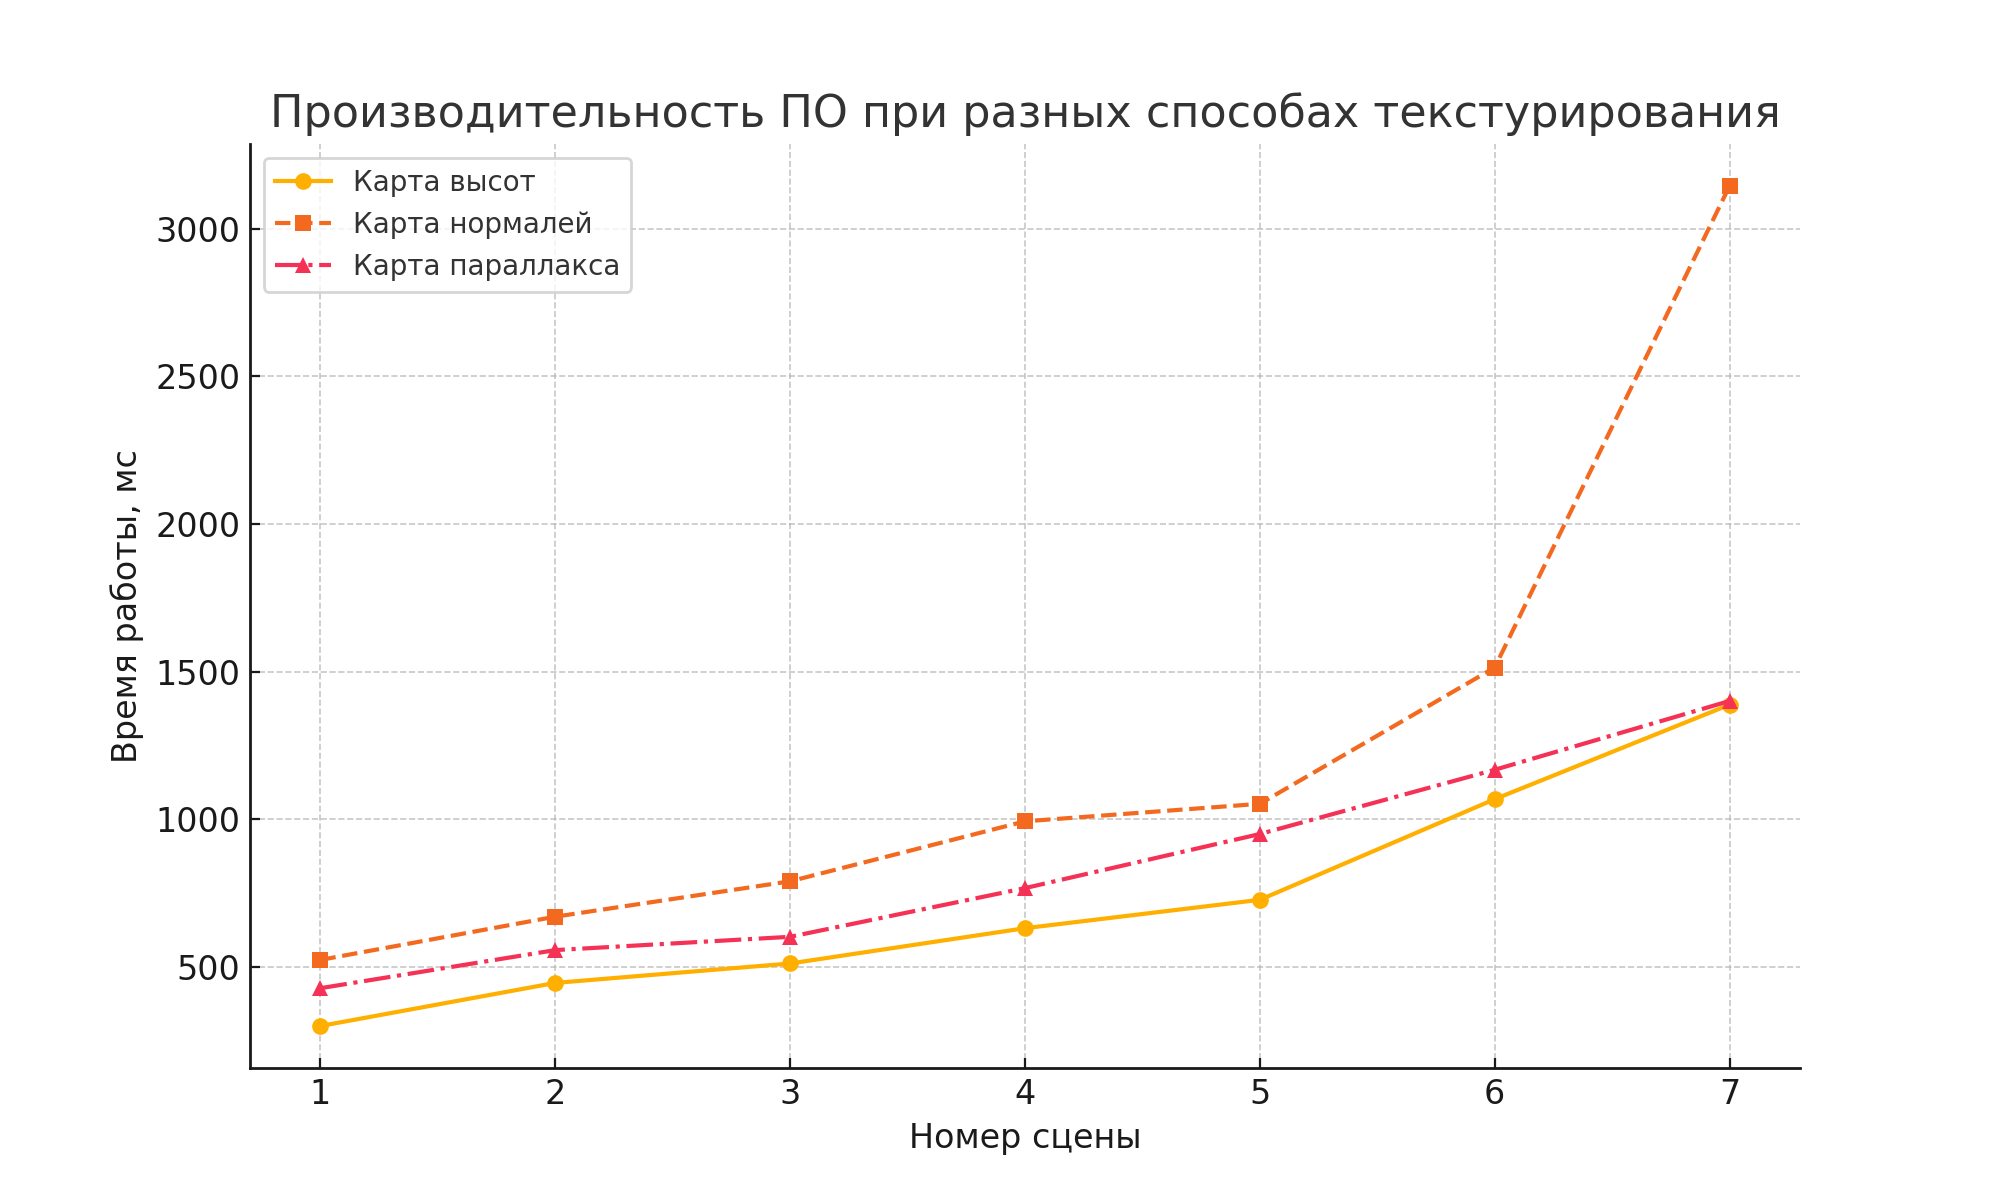 Производительность ПО при разных способах текстурирования
Карта высот
Карта нормалей
Карта параллакса
3000
2500
2000
1500
1000
500
Время работы, мс
1 2 3 4 5 6 7
Номер сцены